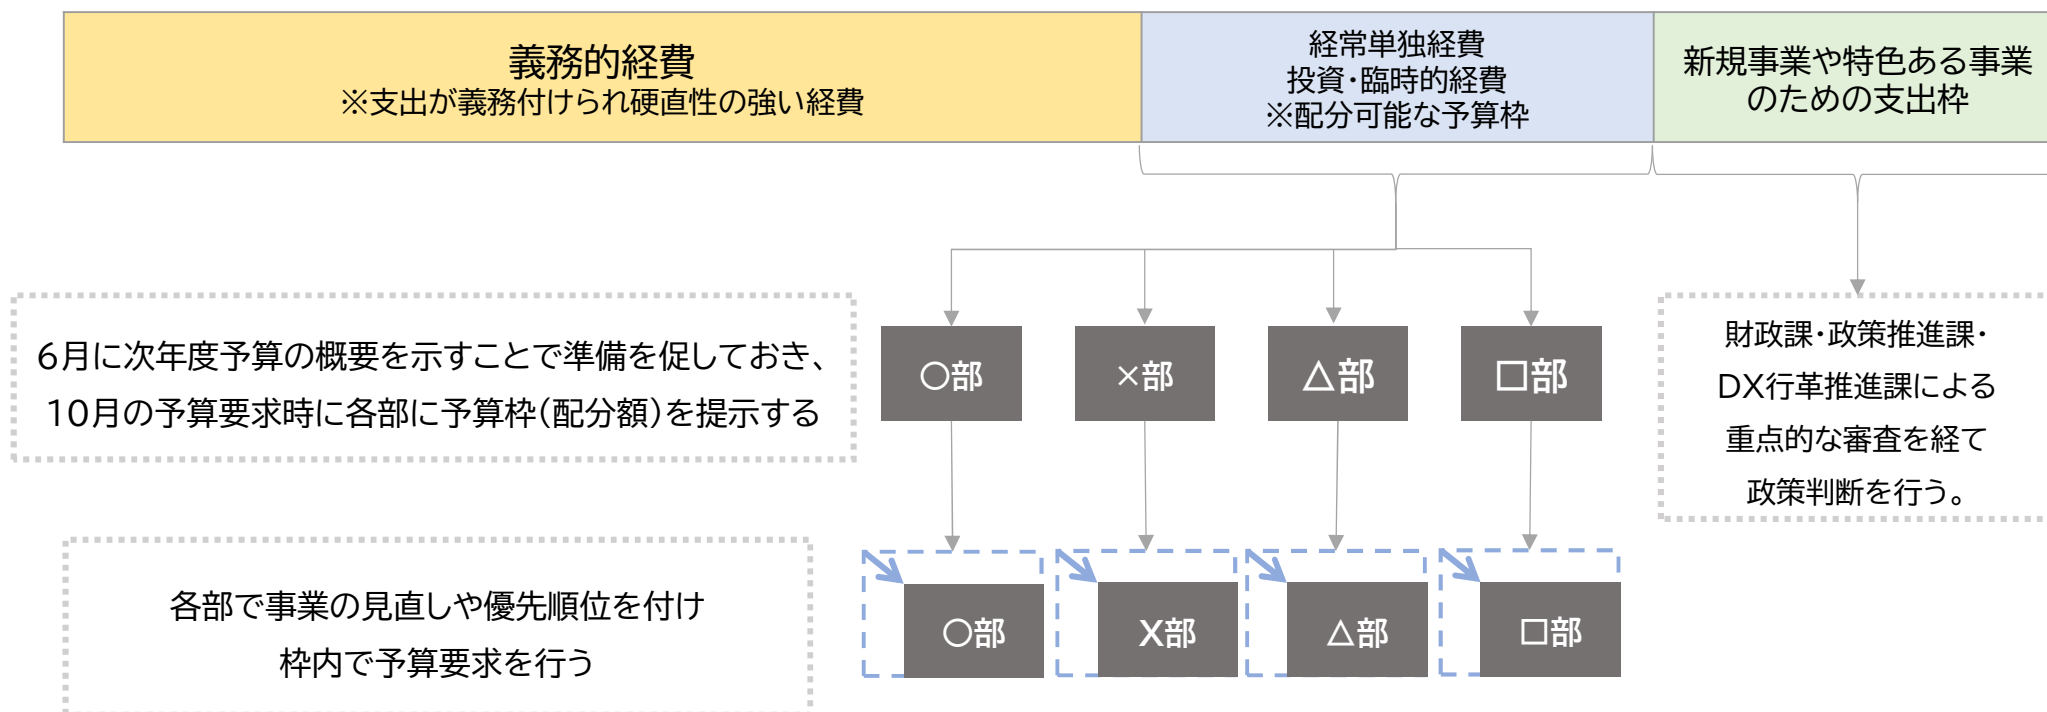 義務的経費
※支出が義務付けられ硬直性の強い経費
経常単独経費
投資・臨時的経費
※配分可能な予算枠
新規事業や特色ある事業
のための支出枠
6月に次年度予算の概要を示すことで準備を促しておき、
10月の予算要求時に各部に予算枠（配分額）を提示する
○部
×部
△部
□部
財政課・政策推進課・
DX行革推進課による
重点的な審査を経て
政策判断を行う。
各部で事業の見直しや優先順位を付け
枠内で予算要求を行う
○部
X部
△部
□部